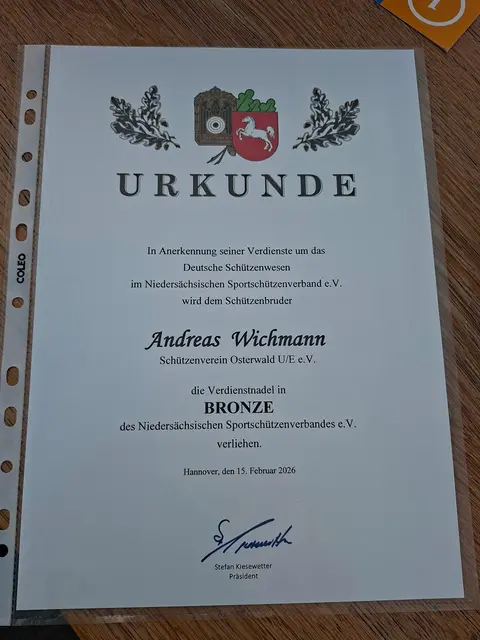 URKUNDE
In Anerkennung seiner Verdienste um das
Deutsche Schützenwesen
im Niedersächsischen Sportschützenverband e.V.
wird dem Schützenbruder
Andreas Wichmann
Schützenverein Osterwald U/E e.V.
die Verdienstnadel in
BRONZE
des Niedersächsischen Sportschützenverbandes e.V.
verliehen.
Hannover, den 15. Februar 2026
Stefan Kiesewetter
Präsident
COLEO